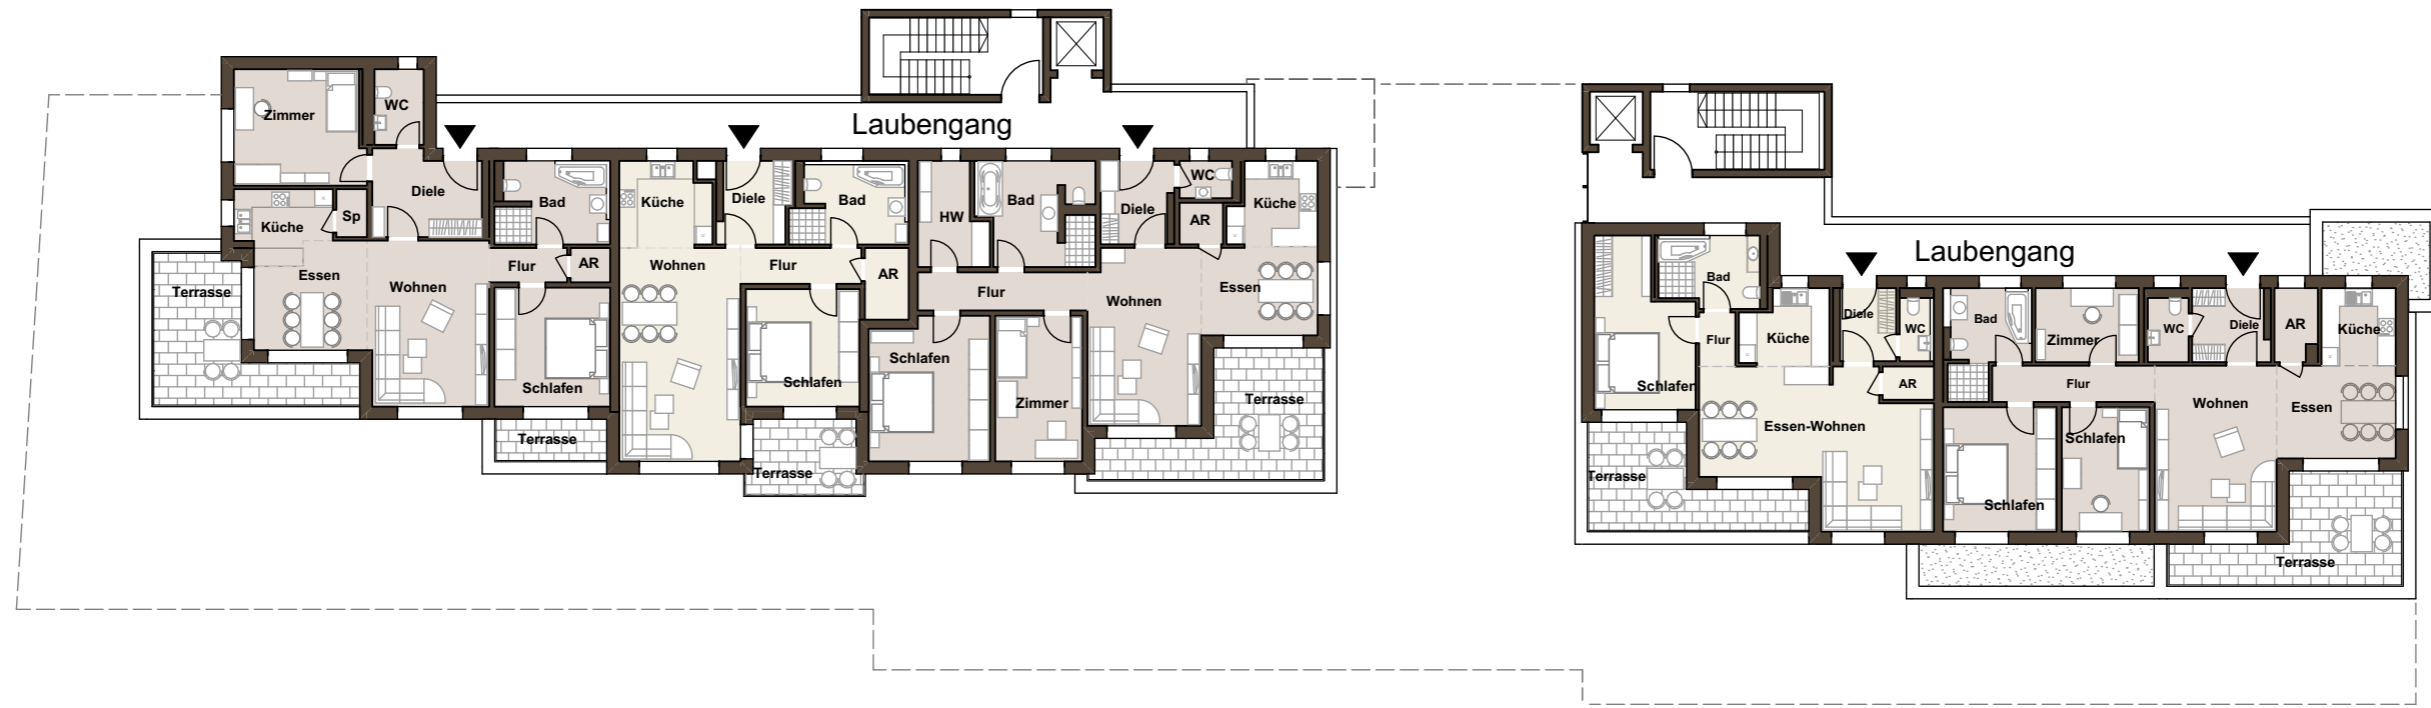 Laubengang
Zimmer
WC
Diele
Küche
Sp
Essen
Wohnen
Terrasse
Bad
Flur
AR
Schlafen
Terrasse
Küche
Diele
Bad
Wohnen
Flur
AR
Schlafen
Terrasse
HW
Bad
Diele
WC
AR
Küche
Flur
Wohnen
Essen
Schlafen
Zimmer
Terrasse
Laubengang
Bad
Flur
Küche
Diele
WC
Schlafen
AR
Essen-Wohnen
Terrasse
Bad
Zimmer
WC
Diele
AR
Küche
Flur
Wohnen
Essen
Schlafen
Schlafen
Terrasse